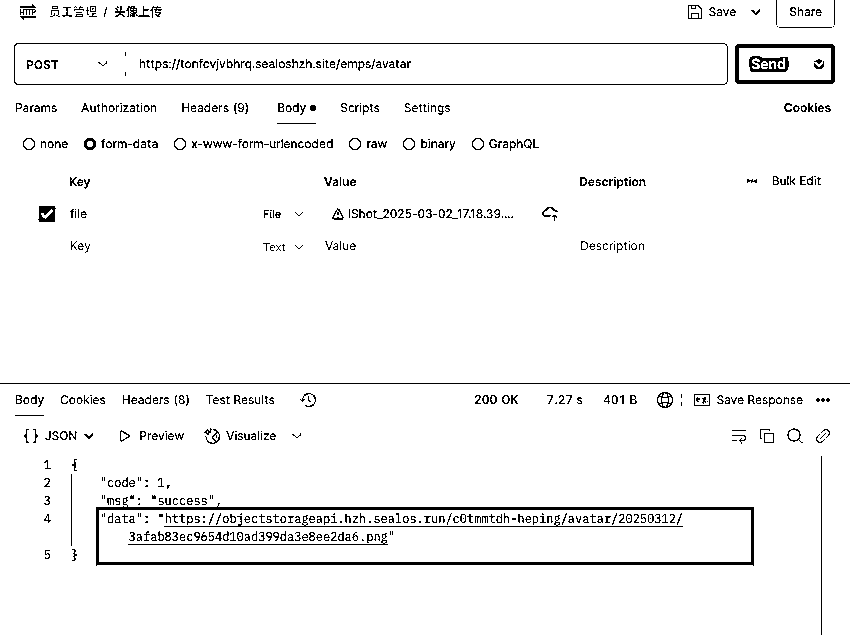 员工管理 / 头像上传 Save Share
POST https://tonfcvjvbhrq.sealoshzh.site/emps/avatar Send
Params Authorization Headers (9) Body Scripts Settings Cookies
none form-data x-www-form-urlencoded raw binary GraphQL
Key Value Description Bulk Edit
file File IShot_2025-03-02_17.18.39....
Key Text Value Description
Body Cookies Headers (8) Test Results 200 OK 7.27 s 401 B Save Response
{} JSON Preview Visualize
1 {
2 "code": 1,
3 "msg": "success",
4 "data": "https://objectstorageapi.hzh.sealos.run/c0tmmtdh-heping/avatar/20250312/
3afab83ec9654d10ad399da3e8ee2da6.png"
5 }